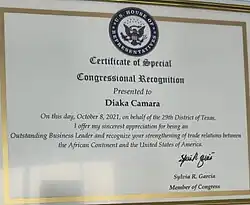 U.S. HOUSE OF
REPRESENTATIVES
Certificate of Special
Congressional Recognition
Presented to
Diaka Camara
On this day, October 8, 2021, on behalf of the 29th District of Texas,
I offer my sincerest appreciation for being an
Outstanding Business Leader and recognize your strengthening of trade relations between
the African Continent and the United States of America.
Sylvia R. Garcia
Member of Congress